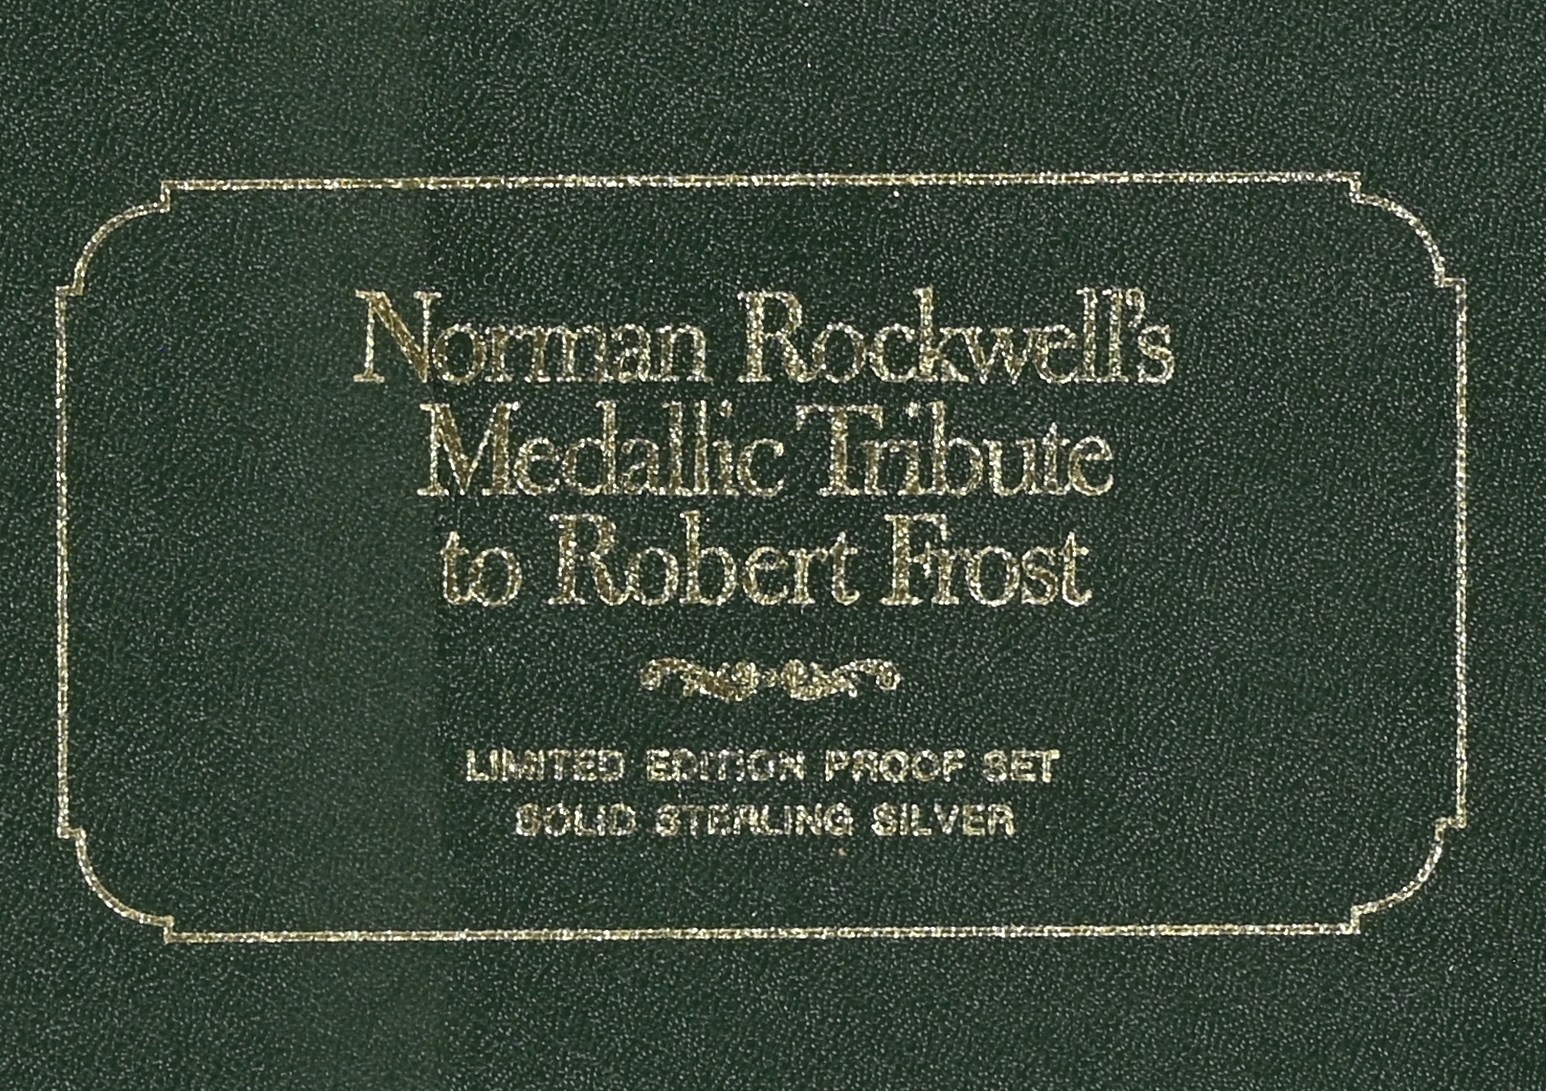 Norman Rockwell's
Medallic Tribute
to Robert Frost
LIMITED EDITION PROOF SET
SOLID STERLING SILVER